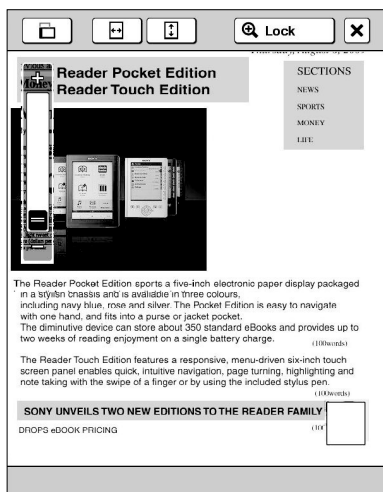 Lock
Thursday, August 6, 20
Reader Pocket Edition
Reader Touch Edition
SECTIONS
NEWS
SPORTS
MONEY
LIFE
The Reader Pocket Edition sports a five-inch electronic paper display packaged
in a stylish chassis and is available in three colours,
including navy blue, rose and silver. The Pocket Edition is easy to navigate
with one hand, and fits into a purse or jacket pocket.
The diminutive device can store about 350 standard eBooks and provides up to
two weeks of reading enjoyment on a single battery charge.
(100words)
The Reader Touch Edition features a responsive, menu-driven six-inch touch
screen panel enables quick, intuitive navigation, page turning, highlighting and
note taking with the swipe of a finger or by using the included stylus pen.
(100words)
SONY UNVEILS TWO NEW EDITIONS TO THE READER FAMILY
DROPS eBOOK PRICING
(100